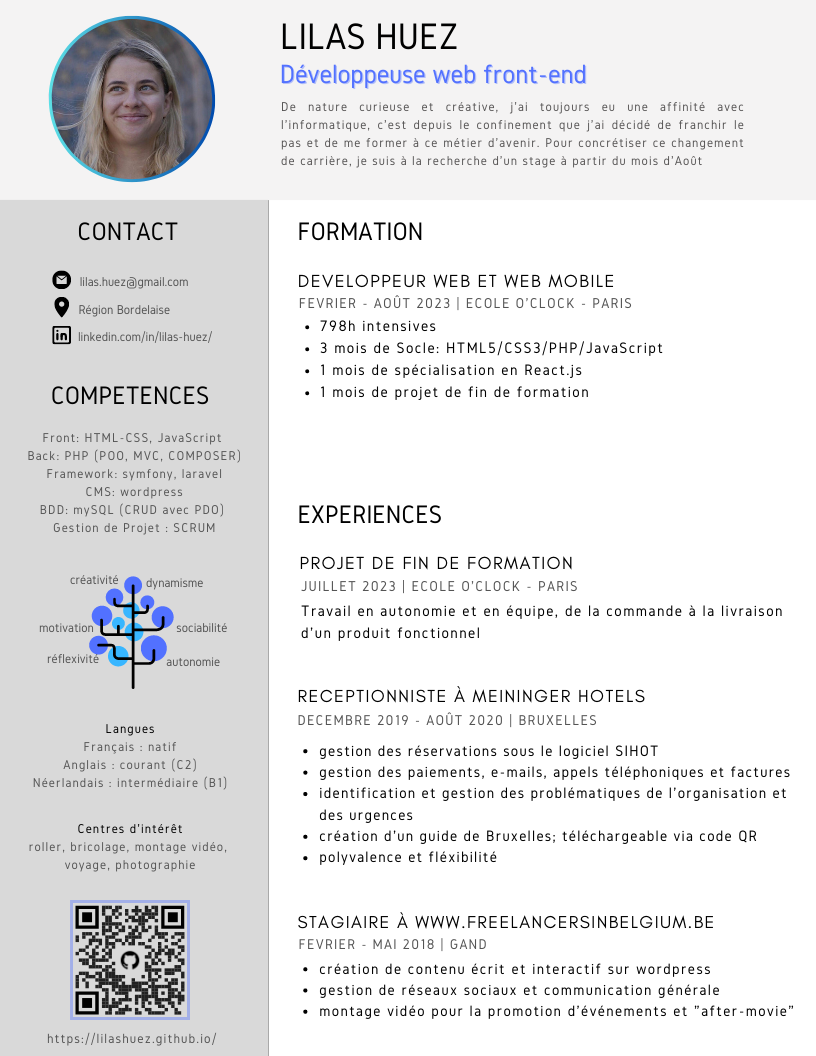 LILAS HUEZ
Développeuse web front-end
De nature curieuse et créative, j'ai toujours eu une affinité avec
l'informatique, c'est depuis le confinement que j'ai décidé de franchir le
pas et de me former à ce métier d'avenir. Pour concrétiser ce changement
de carrière, je suis à la recherche d'un stage à partir du mois d'Août
CONTACT
lilas.huez@gmail.com
Région Bordelaise
linkedin.com/in/lilas-huez/
COMPETENCES
Front: HTML-CSS, JavaScript
Back: PHP (POO, MVC, COMPOSER)
Framework: symfony, laravel
CMS: wordpress
BDD: mySQL (CRUD avec PDO)
Gestion de Projet : SCRUM
créativité
dynamisme
motivation
sociabilité
réflexivité
autonomie
Langues
Français : natif
Anglais : courant (C2)
Néerlandais : intermédiaire (B1)
Centres d'intérêt
roller, bricolage, montage vidéo,
voyage, photographie
https://lilashuez.github.io/
FORMATION
DEVELOPPEUR WEB ET WEB MOBILE
FEVRIER - AOÛT 2023 | ECOLE O'CLOCK - PARIS
• 798h intensives
• 3 mois de Socle: HTML5/CSS3/PHP/JavaScript
• 1 mois de spécialisation en React.js
• 1 mois de projet de fin de formation
EXPERIENCES
PROJET DE FIN DE FORMATION
JUILLET 2023 | ECOLE O'CLOCK - PARIS
Travail en autonomie et en équipe, de la commande à la livraison
d'un produit fonctionnel
RECEPTIONNISTE À MEININGER HOTELS
DECEMBRE 2019 - AOÛT 2020 | BRUXELLES
• gestion des réservations sous le logiciel SIHOT
• gestion des paiements, e-mails, appels téléphoniques et factures
• identification et gestion des problématiques de l'organisation et
des urgences
• création d'un guide de Bruxelles; téléchargeable via code QR
• polyvalence et fléxibilité
STAGIAIRE À WWW.FREELANCERSINBELGIUM.BE
FEVRIER - MAI 2018 | GAND
• création de contenu écrit et interactif sur wordpress
• gestion de réseaux sociaux et communication générale
• montage vidéo pour la promotion d'événements et "after-movie"